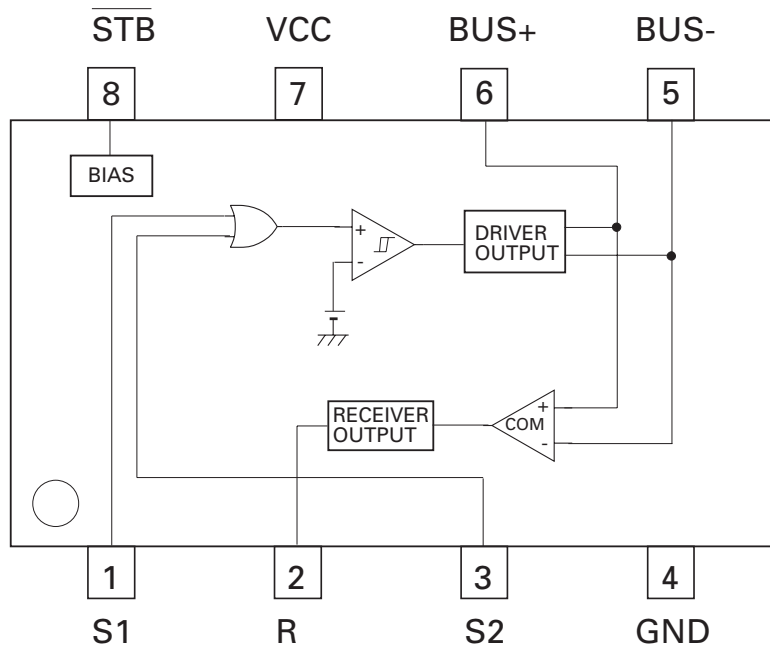 STB VCC BUS+ BUS-
8 7 6 5
BIAS
+
-
DRIVER
OUTPUT
RECEIVER
OUTPUT
+
COM
-
1 2 3 4
S1 R S2 GND